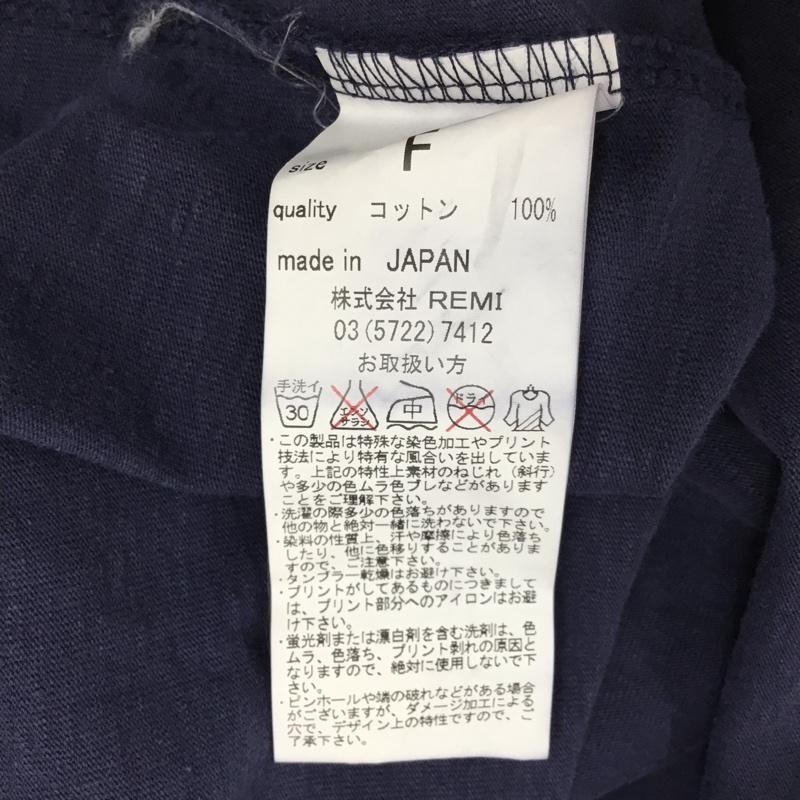 size F
quality コットン 100%
made in JAPAN
株式会社 REMI
03(5722)7412
お取扱い方
手洗イ
30 エンソ サラシ 中 ドライ
・この製品は特殊な染色加工やプリント
技法により特有な風合いを出していま
す。上記の特性上素材のねじれ（斜行）
や多少の色ムラ色ブレなどがあります
ことをご理解下さい。
・洗濯の際多少の色落ちがありますので
他の物と絶対一緒に洗わないで下さい。
・染料の性質上、汗や摩擦により色落ち
したり、他に色移りすることがありま
すので、ご注意下さい。
・タンブラー乾燥はお避け下さい。
・プリントがしてあるものにつきまして
は、プリント部分へのアイロンはお避
け下さい。
・蛍光剤または漂白剤を含む洗剤は、色
ムラ、色落ち、プリント剥れの原因と
なりますので、絶対に使用しないで下
さい。
・ピンホールや端の破れなどがある場合
がございますが、ダメージ加工による
穴で、デザイン上の特性ですので、ご
了承下さい。